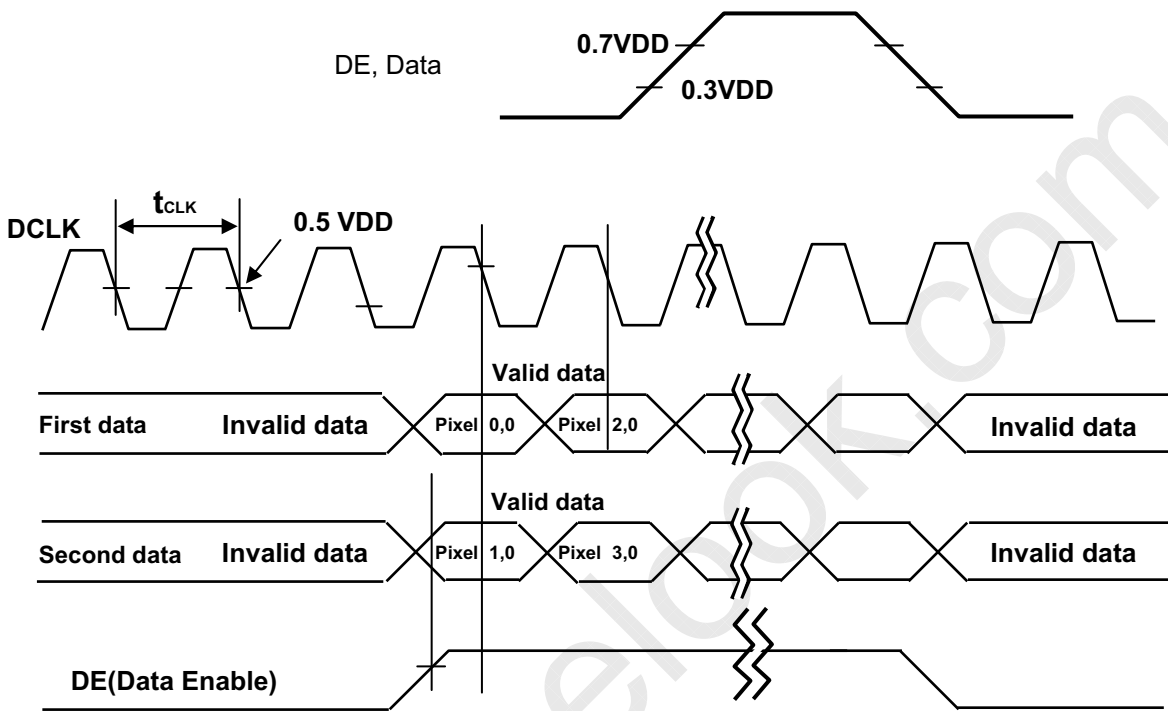 0.7VDD
DE, Data
0.3VDD
tCLK
DCLK
0.5 VDD
Valid data
First data Invalid data Pixel 0,0 Pixel 2,0 Invalid data
Valid data
Second data Invalid data Pixel 1,0 Pixel 3,0 Invalid data
DE(Data Enable)
elook.com